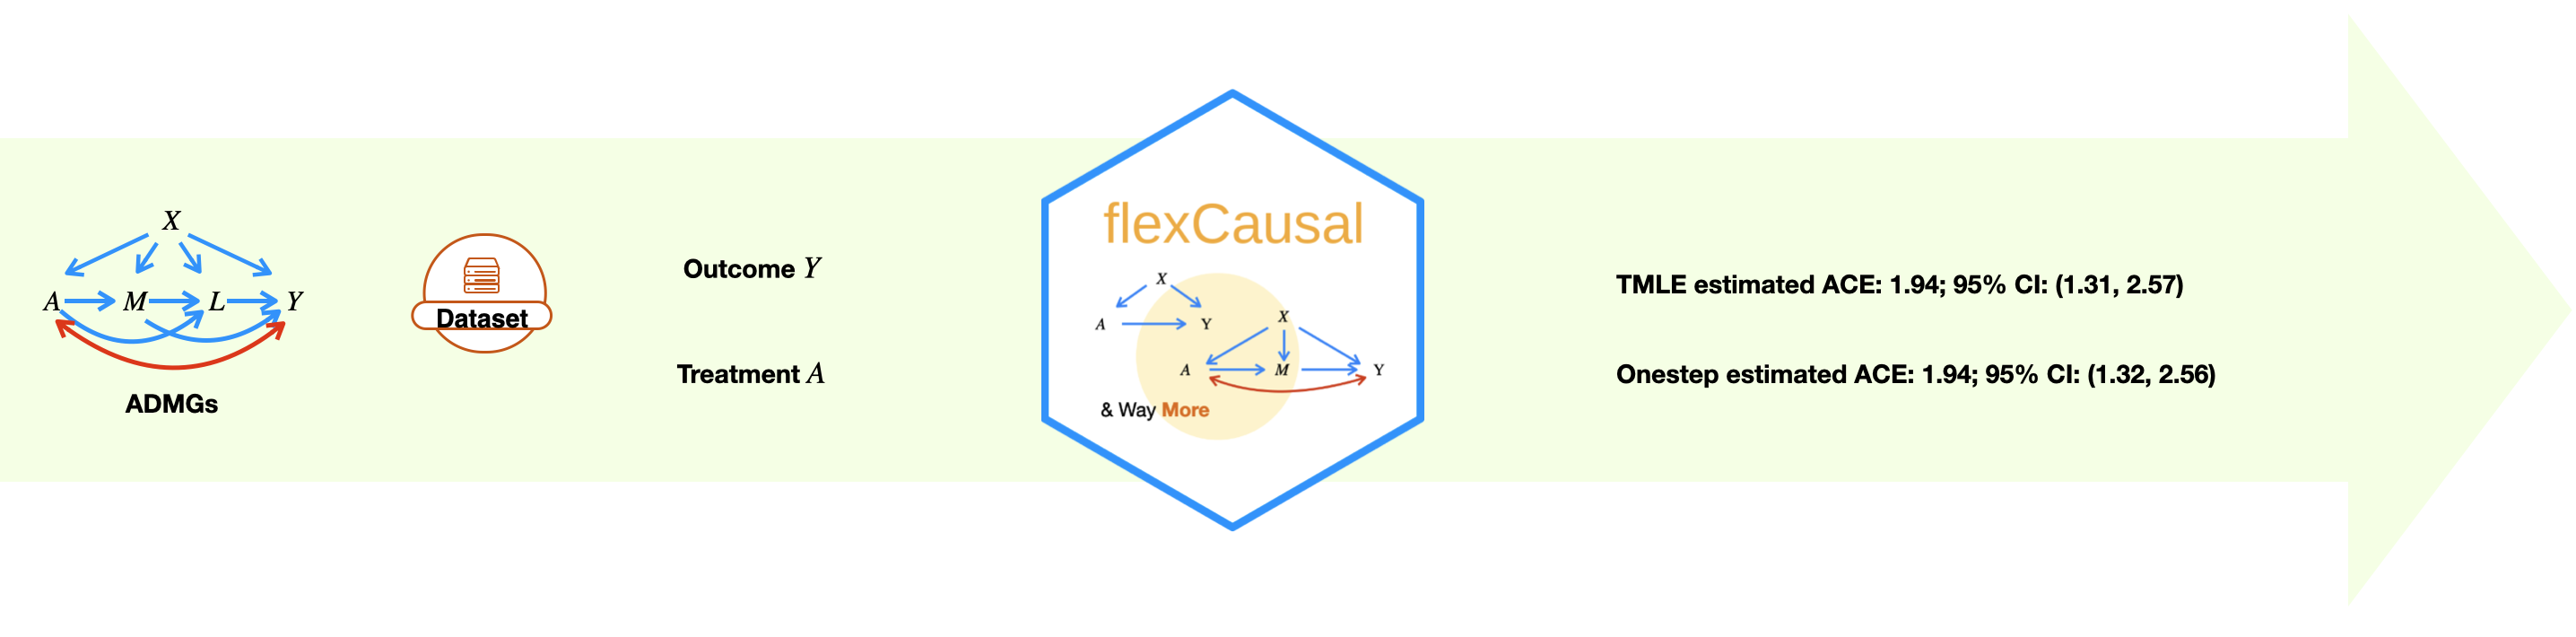 X
A M L Y
ADMGs
Dataset
Outcome Y
Treatment A
flexCausal
X
A Y
X
A M Y
& Way More
TMLE estimated ACE: 1.94; 95% CI: (1.31, 2.57)
Onestep estimated ACE: 1.94; 95% CI: (1.32, 2.56)